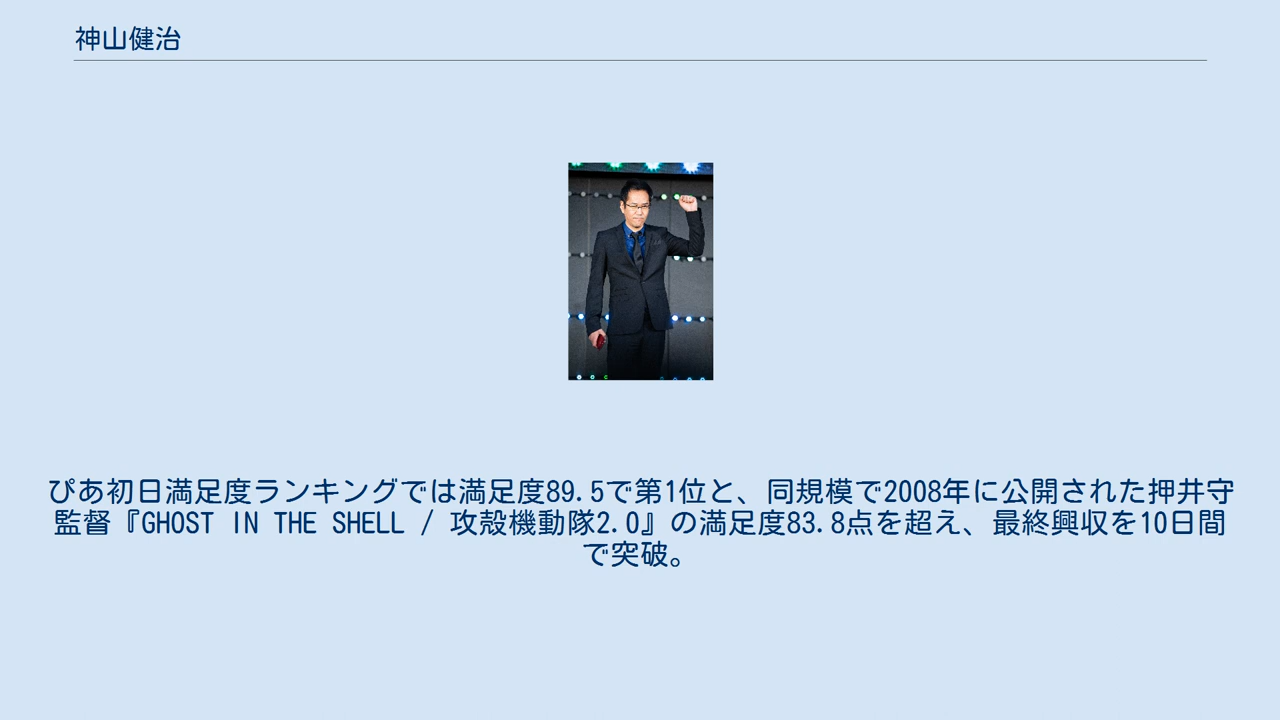 神山健治
ぴあ初日満足度ランキングでは満足度89.5で第1位と、同規模で2008年に公開された押井守
監督『GHOST IN THE SHELL / 攻殻機動隊2.0』の満足度83.8点を超え、最終興収を10日間
で突破。